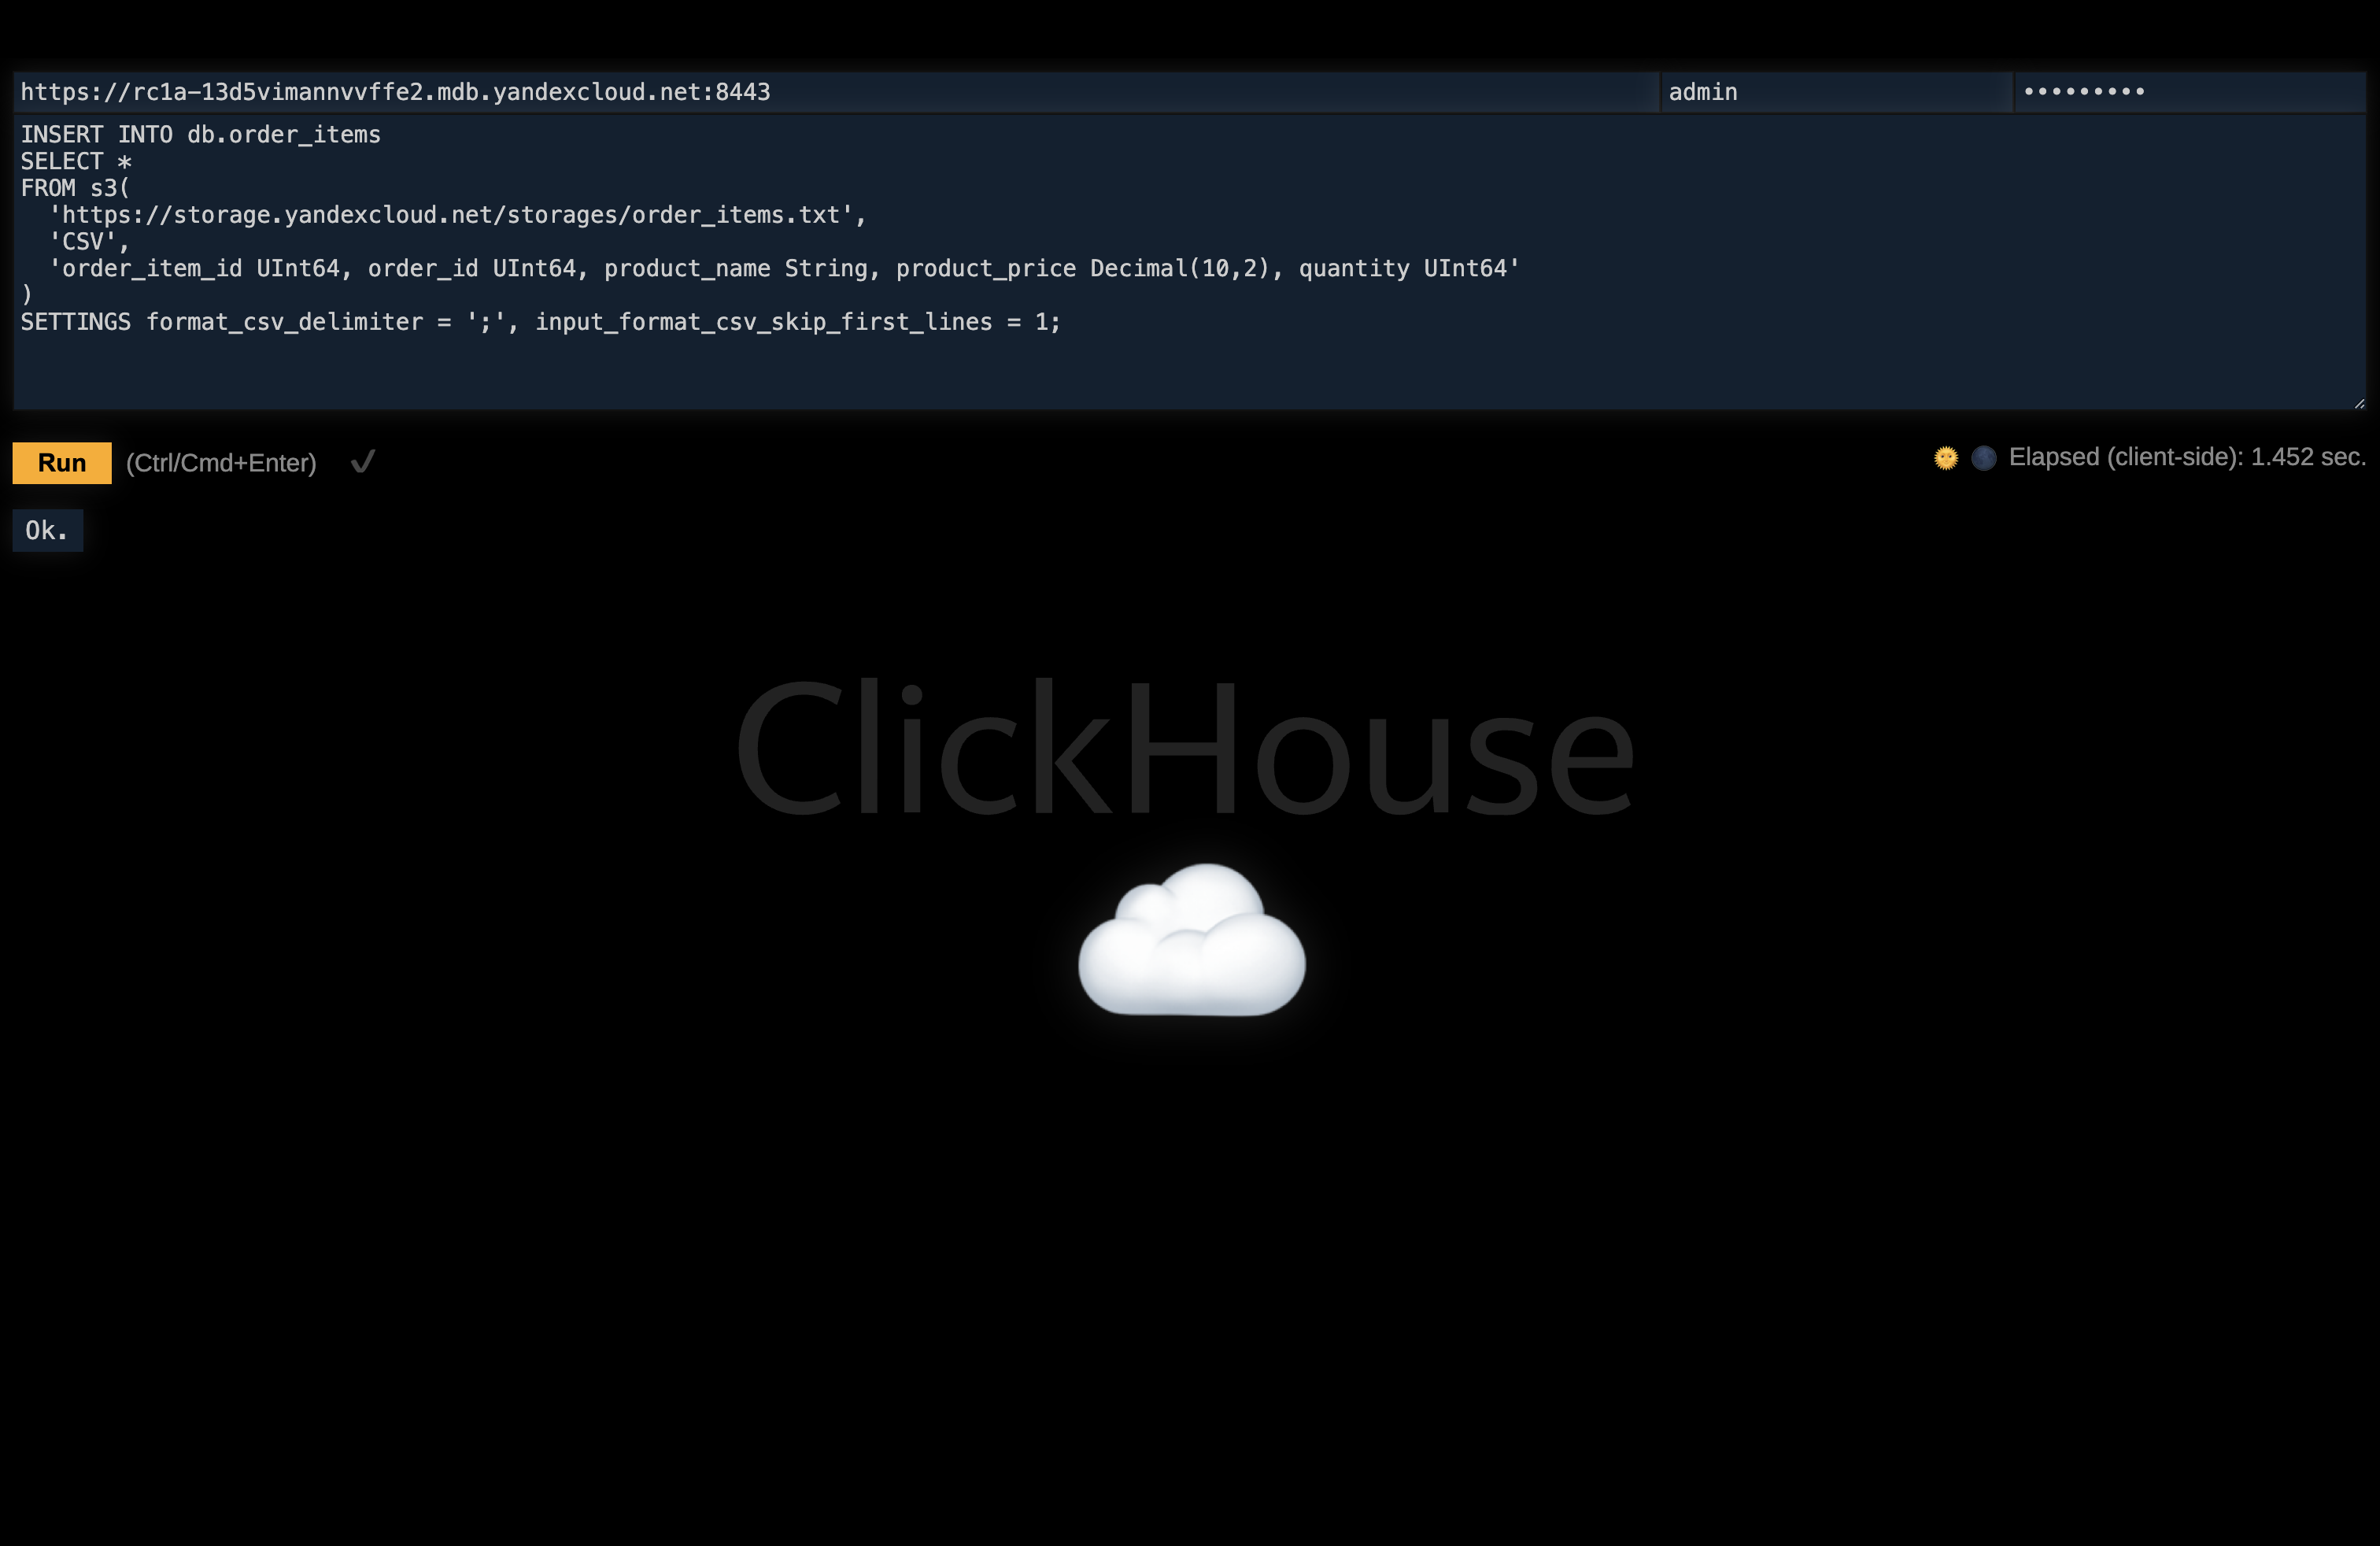 https://rc1a-13d5vimannvvffe2.mdb.yandexcloud.net:8443 admin •••••••••
INSERT INTO db.order_items
SELECT *
FROM s3(
  'https://storage.yandexcloud.net/storages/order_items.txt',
  'CSV',
  'order_item_id UInt64, order_id UInt64, product_name String, product_price Decimal(10,2), quantity UInt64'
)
SETTINGS format_csv_delimiter = ';', input_format_csv_skip_first_lines = 1;
Run (Ctrl/Cmd+Enter) ✔ Elapsed (client-side): 1.452 sec.
Ok.
ClickHouse